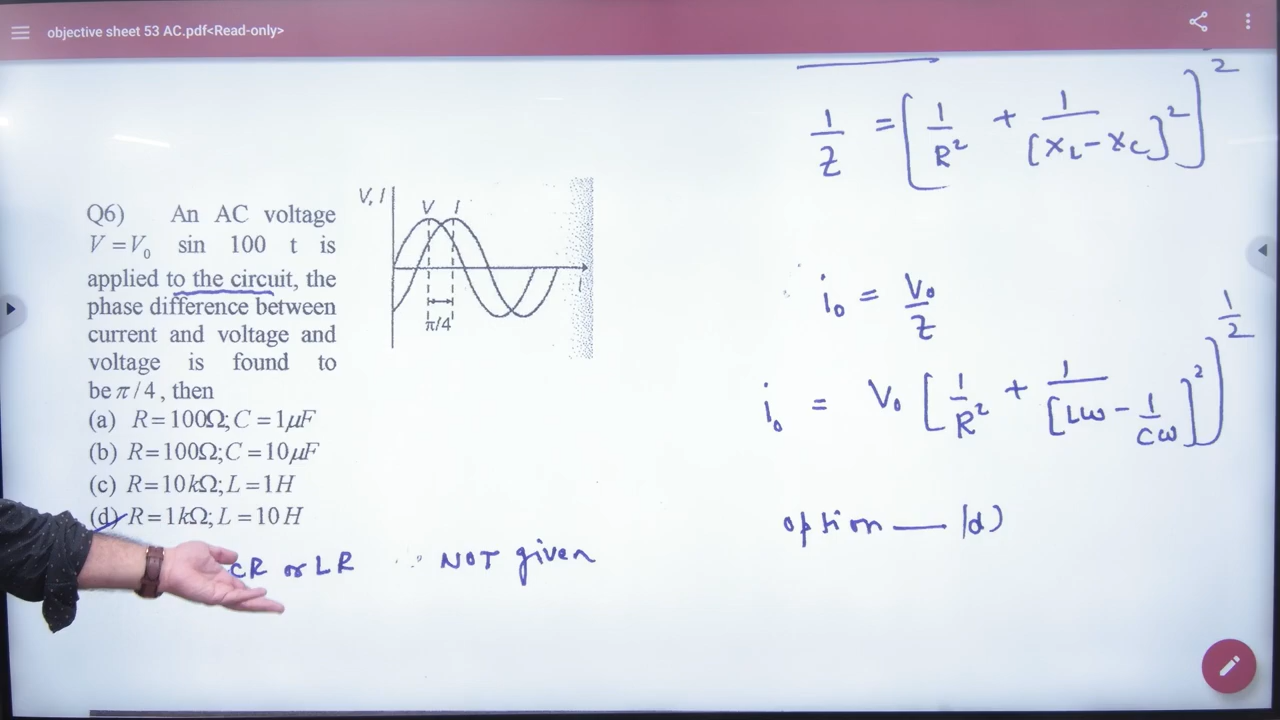 objective sheet 53 AC.pdf<Read-only>
Q6) An AC voltage
V = V₀ sin 100 t is
applied to the circuit, the
phase difference between
current and voltage and
voltage is found to
be π/4, then
(a) R=100Ω; C=1μF
(b) R=100Ω; C=10μF
(c) R=10kΩ; L=1H
(d) R=1kΩ; L=10H
V, I
V I
π/4
t
CR or LR ∵ NOT given
1/Z = [1/R² + 1/[X_L - X_C]²]^1/2
i₀ = V₀/Z
i₀ = V₀ [1/R² + 1/[Lω - 1/Cω]²]^1/2
option — (d)